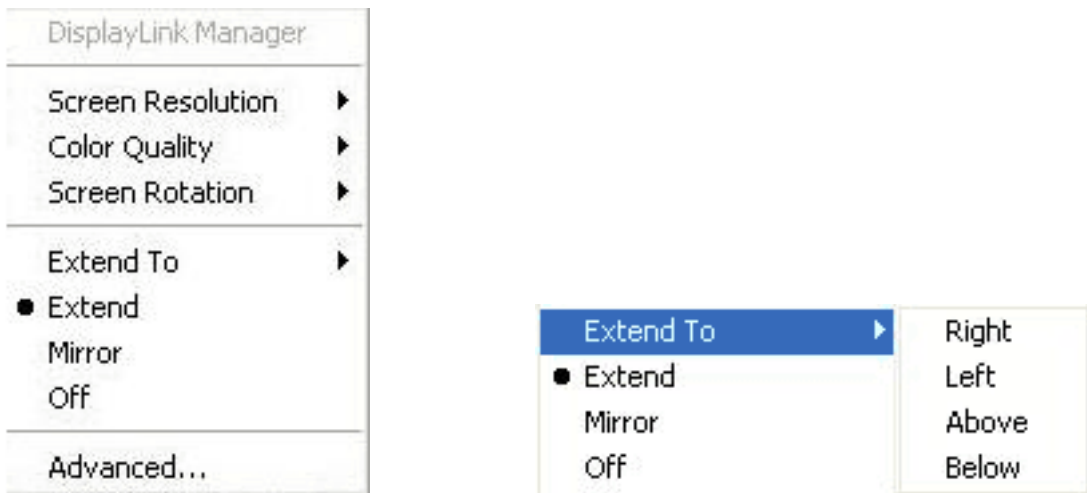 DisplayLink Manager
Screen Resolution
Color Quality
Screen Rotation
Extend To
Extend
Mirror
Off
Advanced...
Extend To
Extend
Mirror
Off
Right
Left
Above
Below